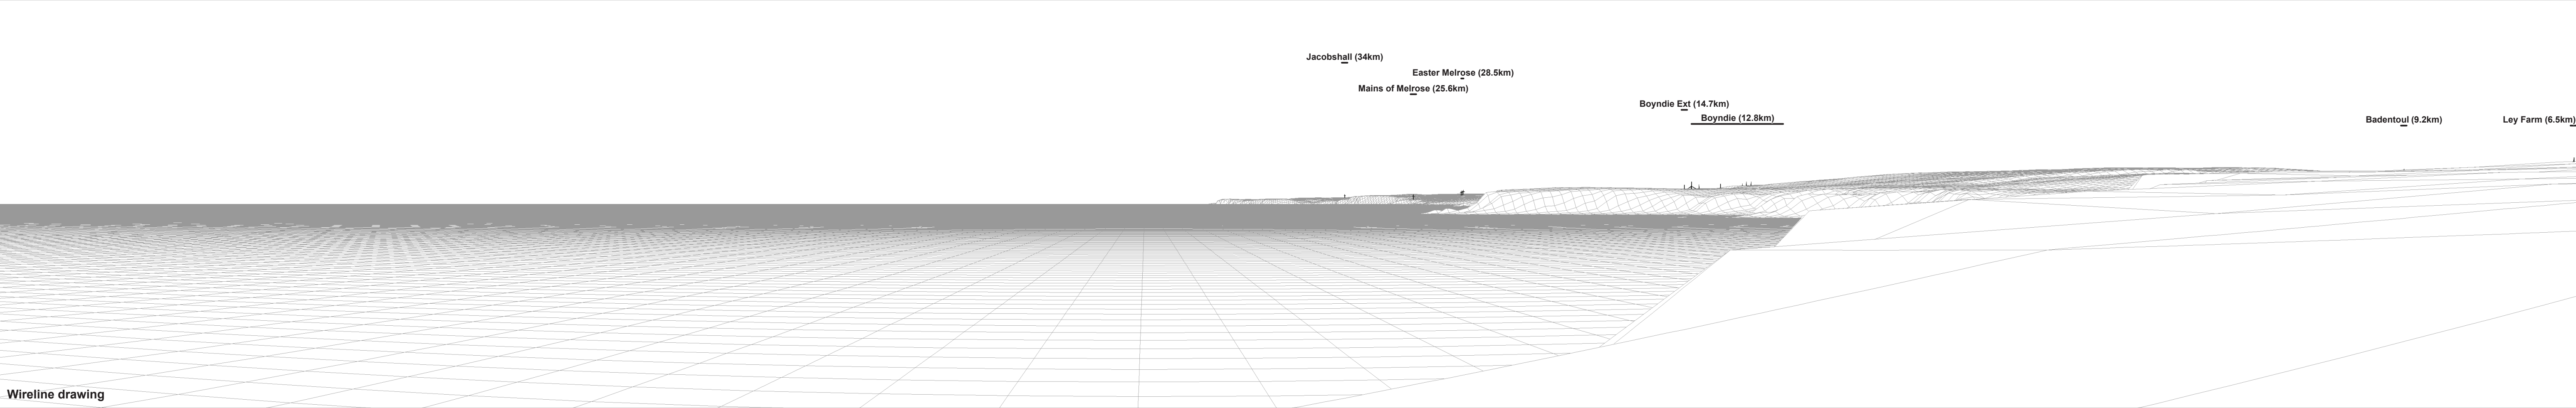 Jacobshall (34km)
Easter Melrose (28.5km)
Mains of Melrose (25.6km)
Boyndie Ext (14.7km)
Boyndie (12.8km)
Badentoul (9.2km)
Ley Farm (6.5km)
Wireline drawing